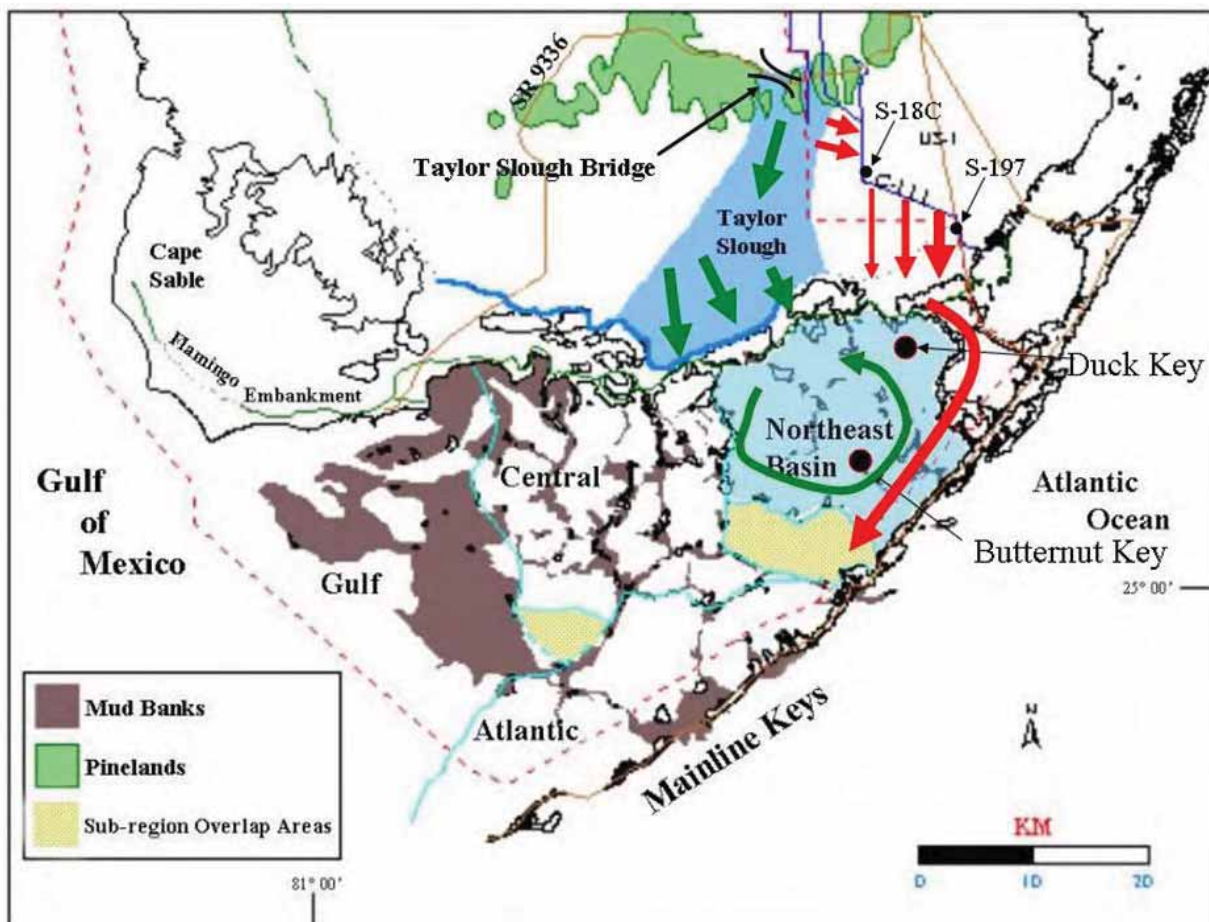 SR 9336
S-18C
US-1
S-197
C-111
Taylor Slough Bridge
Taylor
Slough
Cape
Sable
Flamingo
Embankment
Duck Key
Northeast
Basin
Central
Gulf
of
Mexico
Atlantic
Ocean
Butternut Key
Gulf
25° 00'
Mud Banks
Pinelands
Sub-region Overlap Areas
Atlantic
Mainline Keys
N
KM
0 10 20
81° 00'